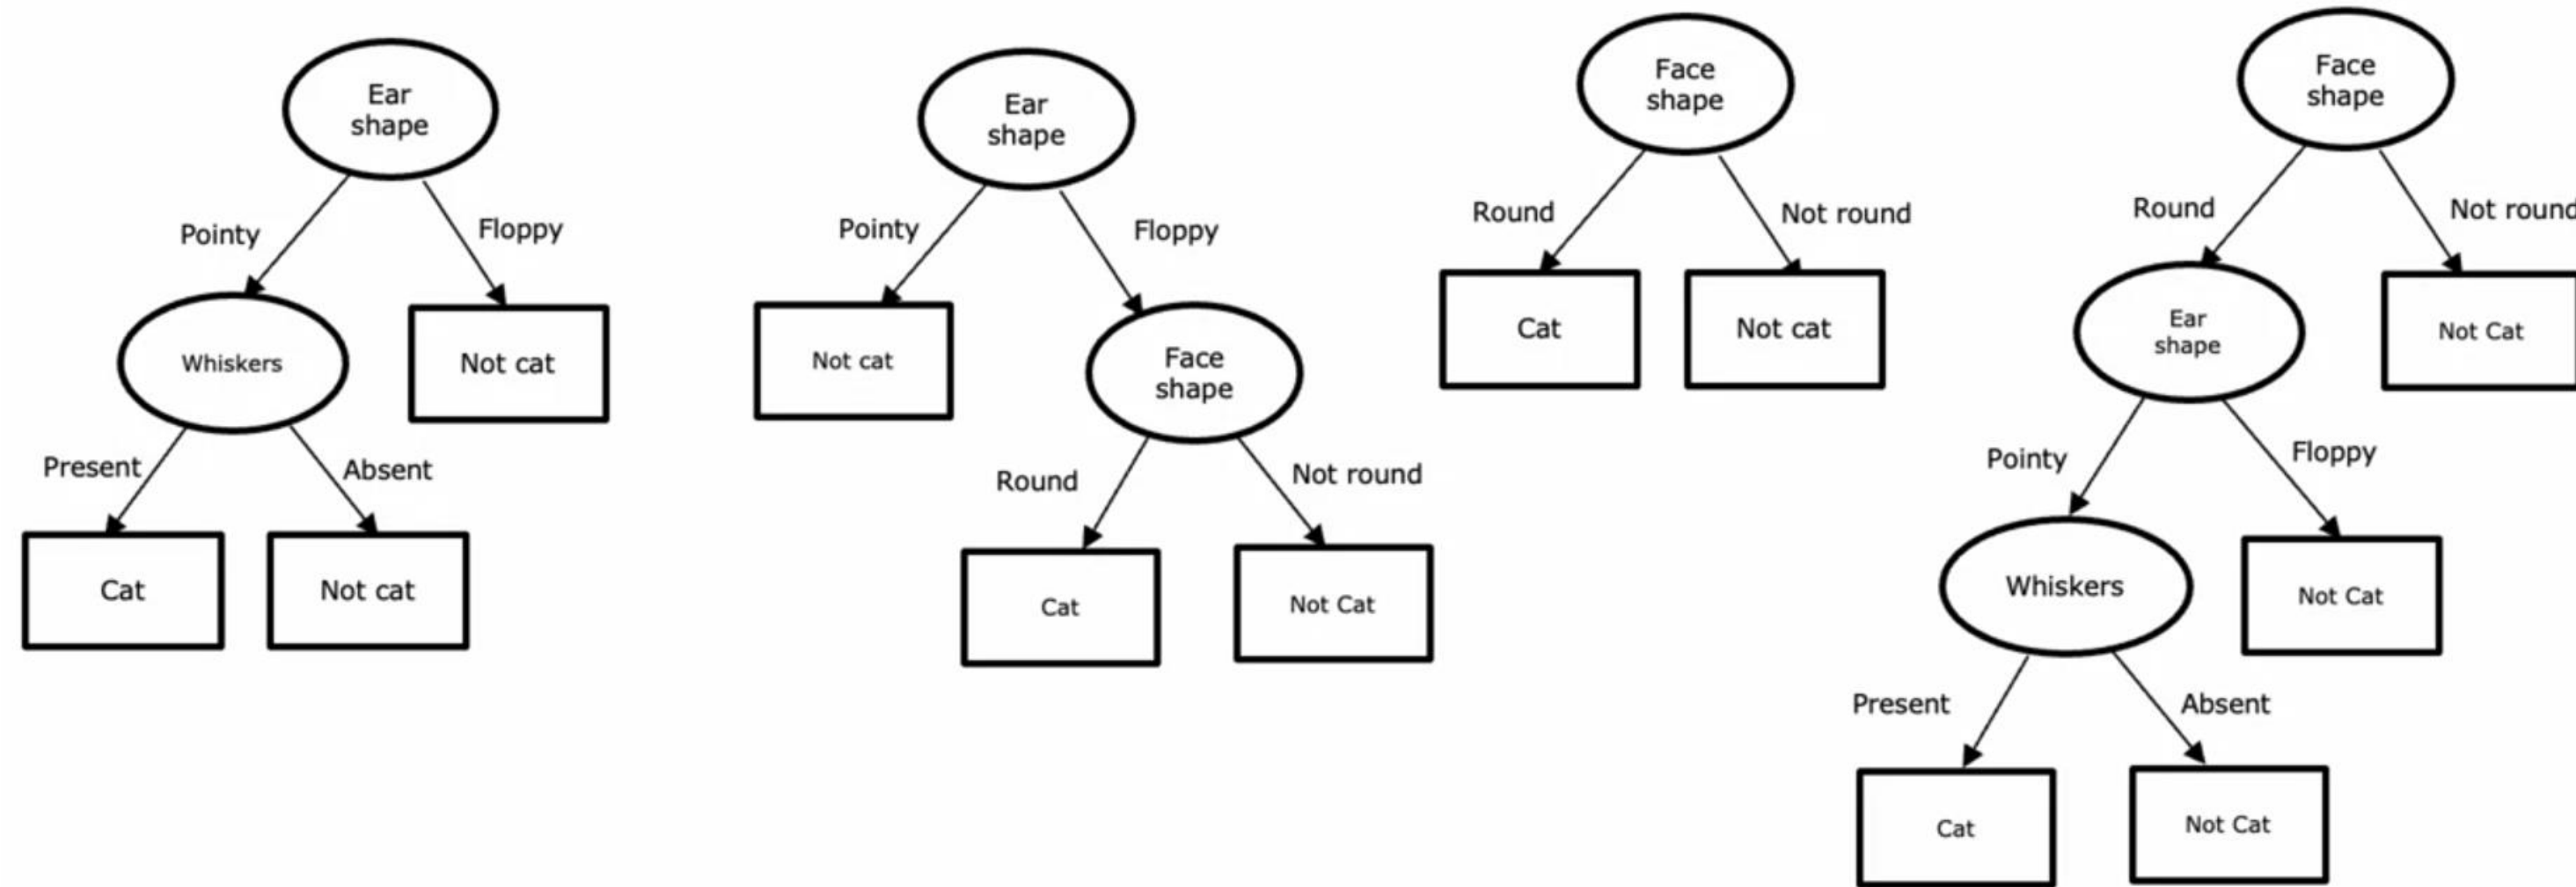 Ear
shape
Pointy
Floppy
Whiskers
Not cat
Present
Absent
Cat
Not cat
Ear
shape
Pointy
Floppy
Not cat
Face
shape
Round
Not round
Cat
Not Cat
Face
shape
Round
Not round
Cat
Not cat
Face
shape
Round
Not round
Ear
shape
Not Cat
Pointy
Floppy
Whiskers
Not Cat
Present
Absent
Cat
Not Cat